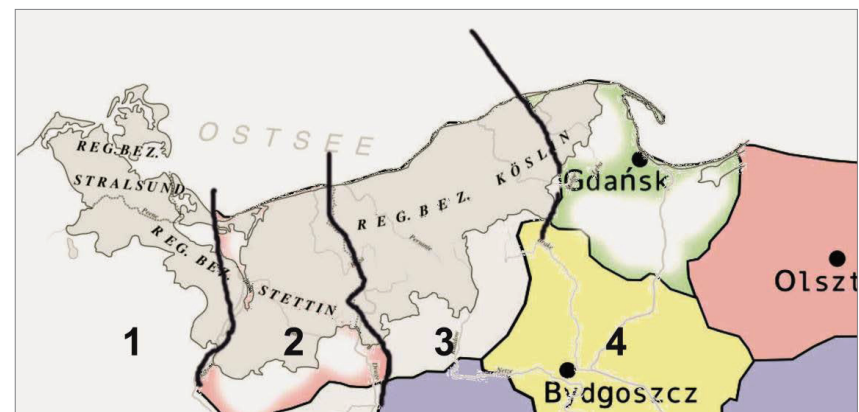 OSTSEE
REG. BEZ.
STRALSUND
REG. BEZ.
STETTIN
REG. BEZ. KÖSLIN
Gdańsk
Olszt
1
2
3
4
Bydgoszcz